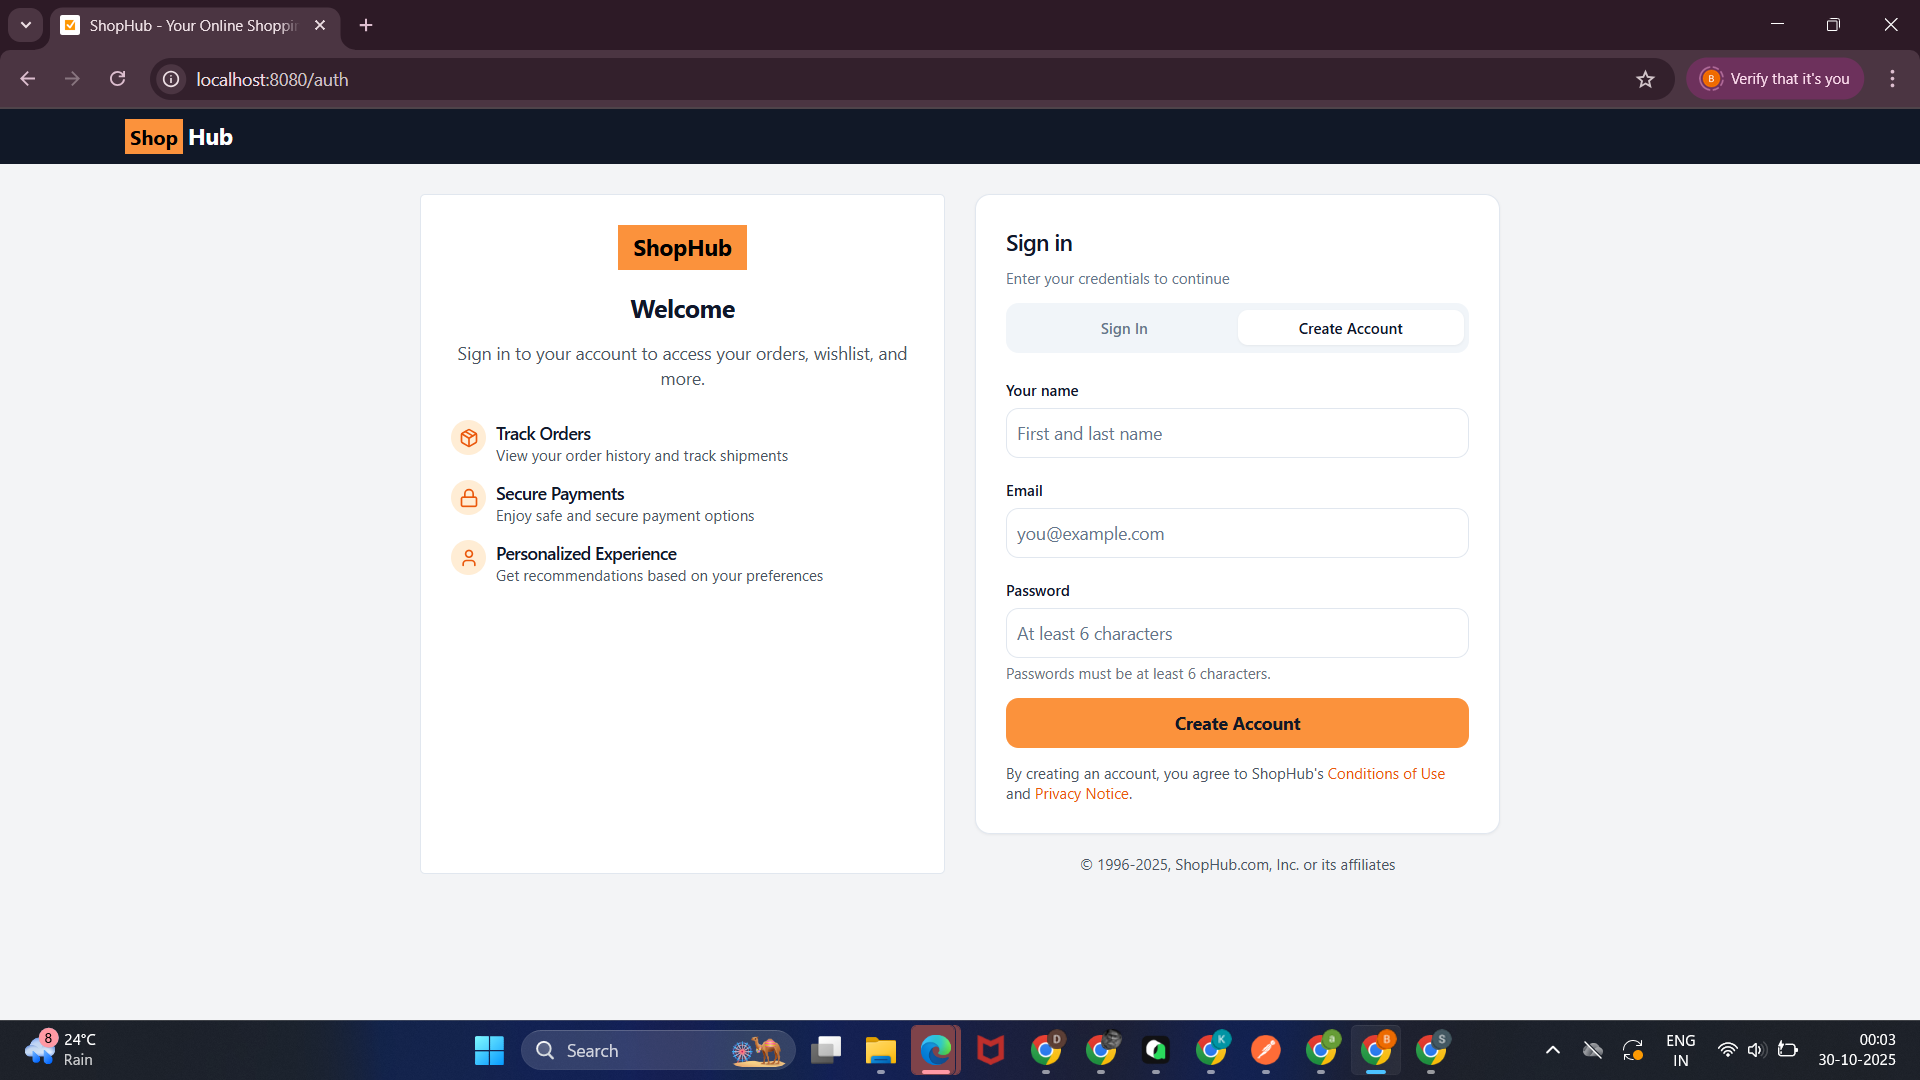 ShopHub - Your Online Shoppin
localhost:8080/auth
Verify that it's you
B
Shop Hub
ShopHub
Welcome
Sign in to your account to access your orders, wishlist, and
more.
Track Orders
View your order history and track shipments
Secure Payments
Enjoy safe and secure payment options
Personalized Experience
Get recommendations based on your preferences
Sign in
Enter your credentials to continue
Sign In
Create Account
Your name
First and last name
Email
you@example.com
Password
At least 6 characters
Passwords must be at least 6 characters.
Create Account
By creating an account, you agree to ShopHub's Conditions of Use
and Privacy Notice.
© 1996-2025, ShopHub.com, Inc. or its affiliates
8
24°C
Rain
Search
D
K
a
B
S
ENG
IN
00:03
30-10-2025